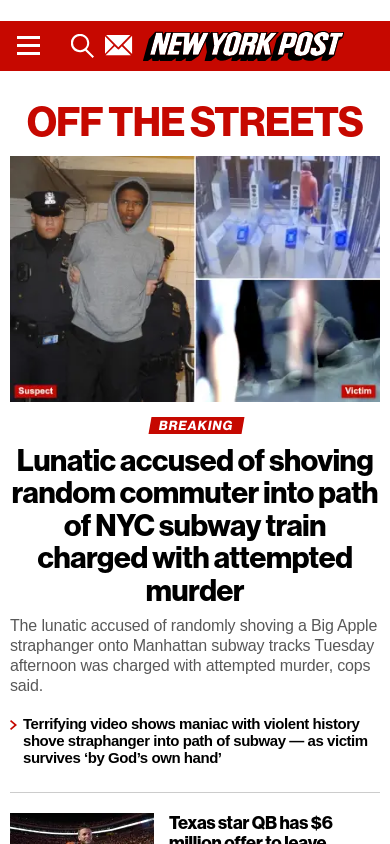 NEW YORK POST
OFF THE STREETS
Suspect
Victim
BREAKING
Lunatic accused of shoving
random commuter into path
of NYC subway train
charged with attempted
murder
The lunatic accused of randomly shoving a Big Apple
straphanger onto Manhattan subway tracks Tuesday
afternoon was charged with attempted murder, cops
said.
Terrifying video shows maniac with violent history
shove straphanger into path of subway — as victim
survives ‘by God’s own hand’
Texas star QB has $6
million offer to leave